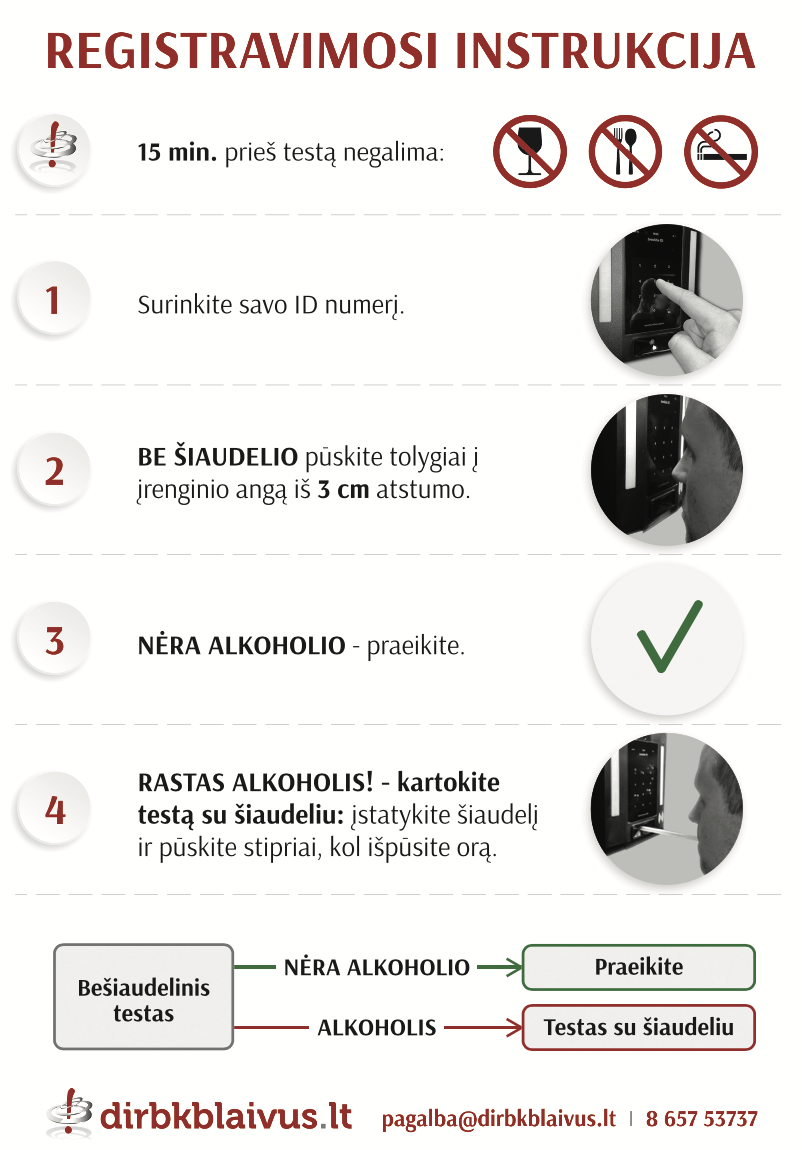 REGISTRAVIMOSI INSTRUKCIJA
15 min. prieš testą negalima:
1
Surinkite savo ID numerį.
2
BE ŠIAUDELIO pūskite tolygiai į
įrenginio angą iš 3 cm atstumo.
3
NĖRA ALKOHOLIO - praeikite.
4
RASTAS ALKOHOLIS! - kartokite
testą su šiaudeliu: įstatykite šiaudelį
ir pūskite stipriai, kol išpūsite orą.
Bešiaudelinis
testas
NĖRA ALKOHOLIO
Praeikite
ALKOHOLIS
Testas su šiaudeliu
dirbkblaivus.lt
pagalba@dirbkblaivus.lt | 8 657 53737